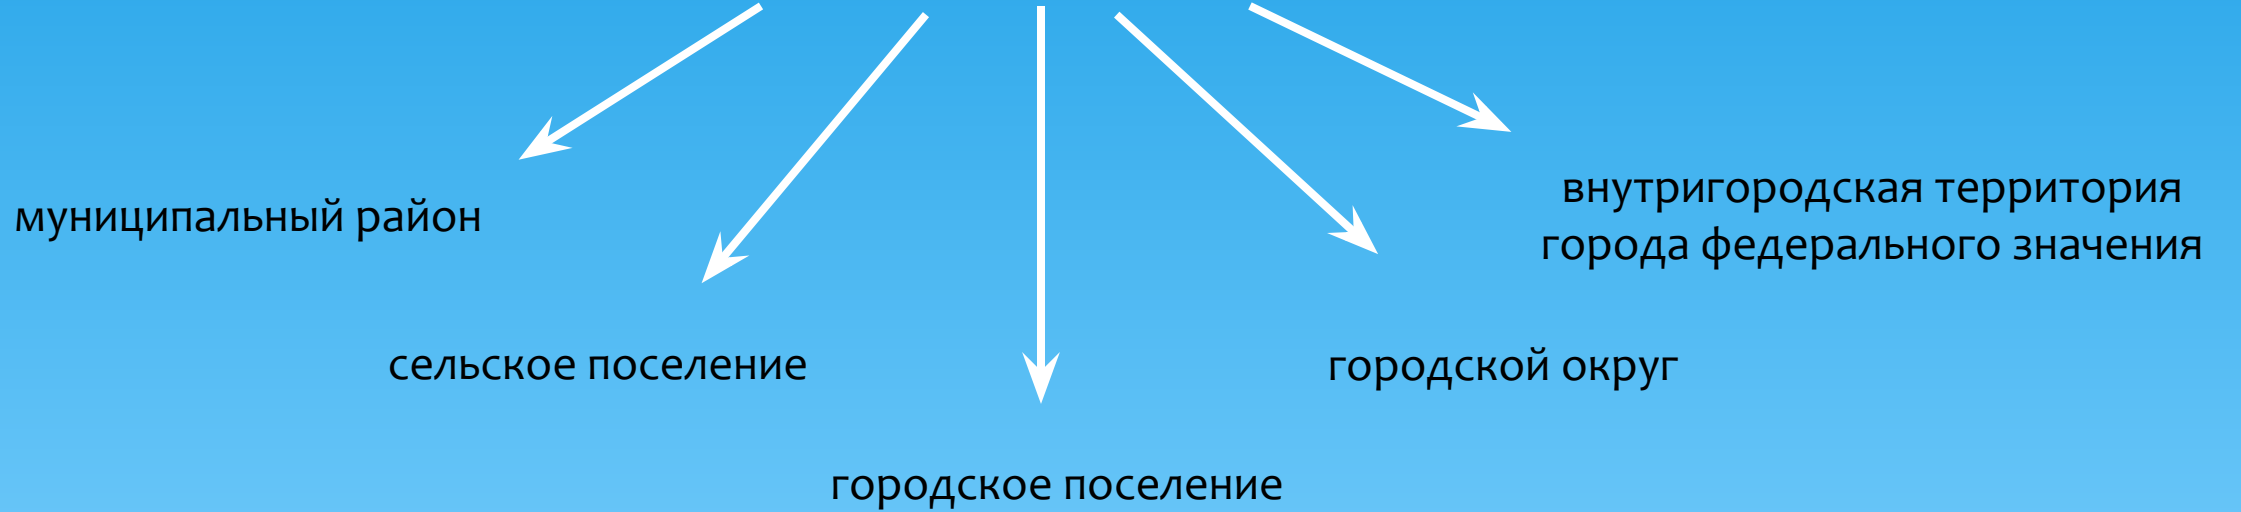 муниципальный район
сельское поселение
городское поселение
городской округ
внутригородская территория
города федерального значения